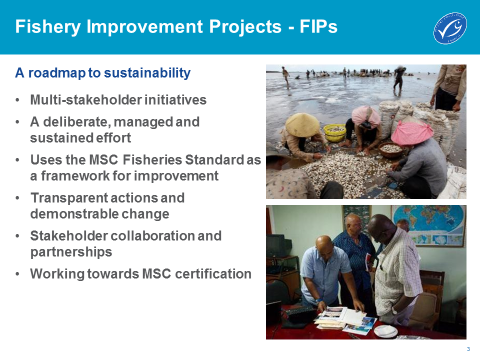 Fishery Improvement Projects - FIPs
A roadmap to sustainability
• Multi-stakeholder initiatives
• A deliberate, managed and
sustained effort
• Uses the MSC Fisheries Standard as
a framework for improvement
• Transparent actions and
demonstrable change
• Stakeholder collaboration and
partnerships
• Working towards MSC certification
3